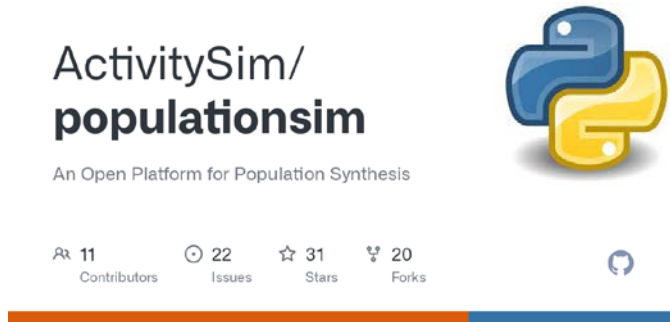 ActivitySim/
populationsim
An Open Platform for Population Synthesis
11 22 31 20
Contributors Issues Stars Forks